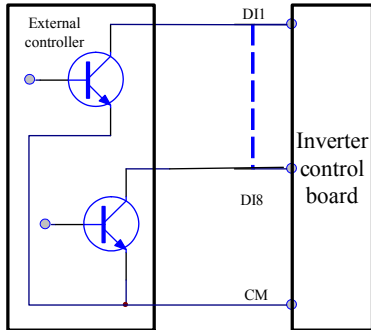 External
controller
DI1
Inverter
control
board
DI8
CM